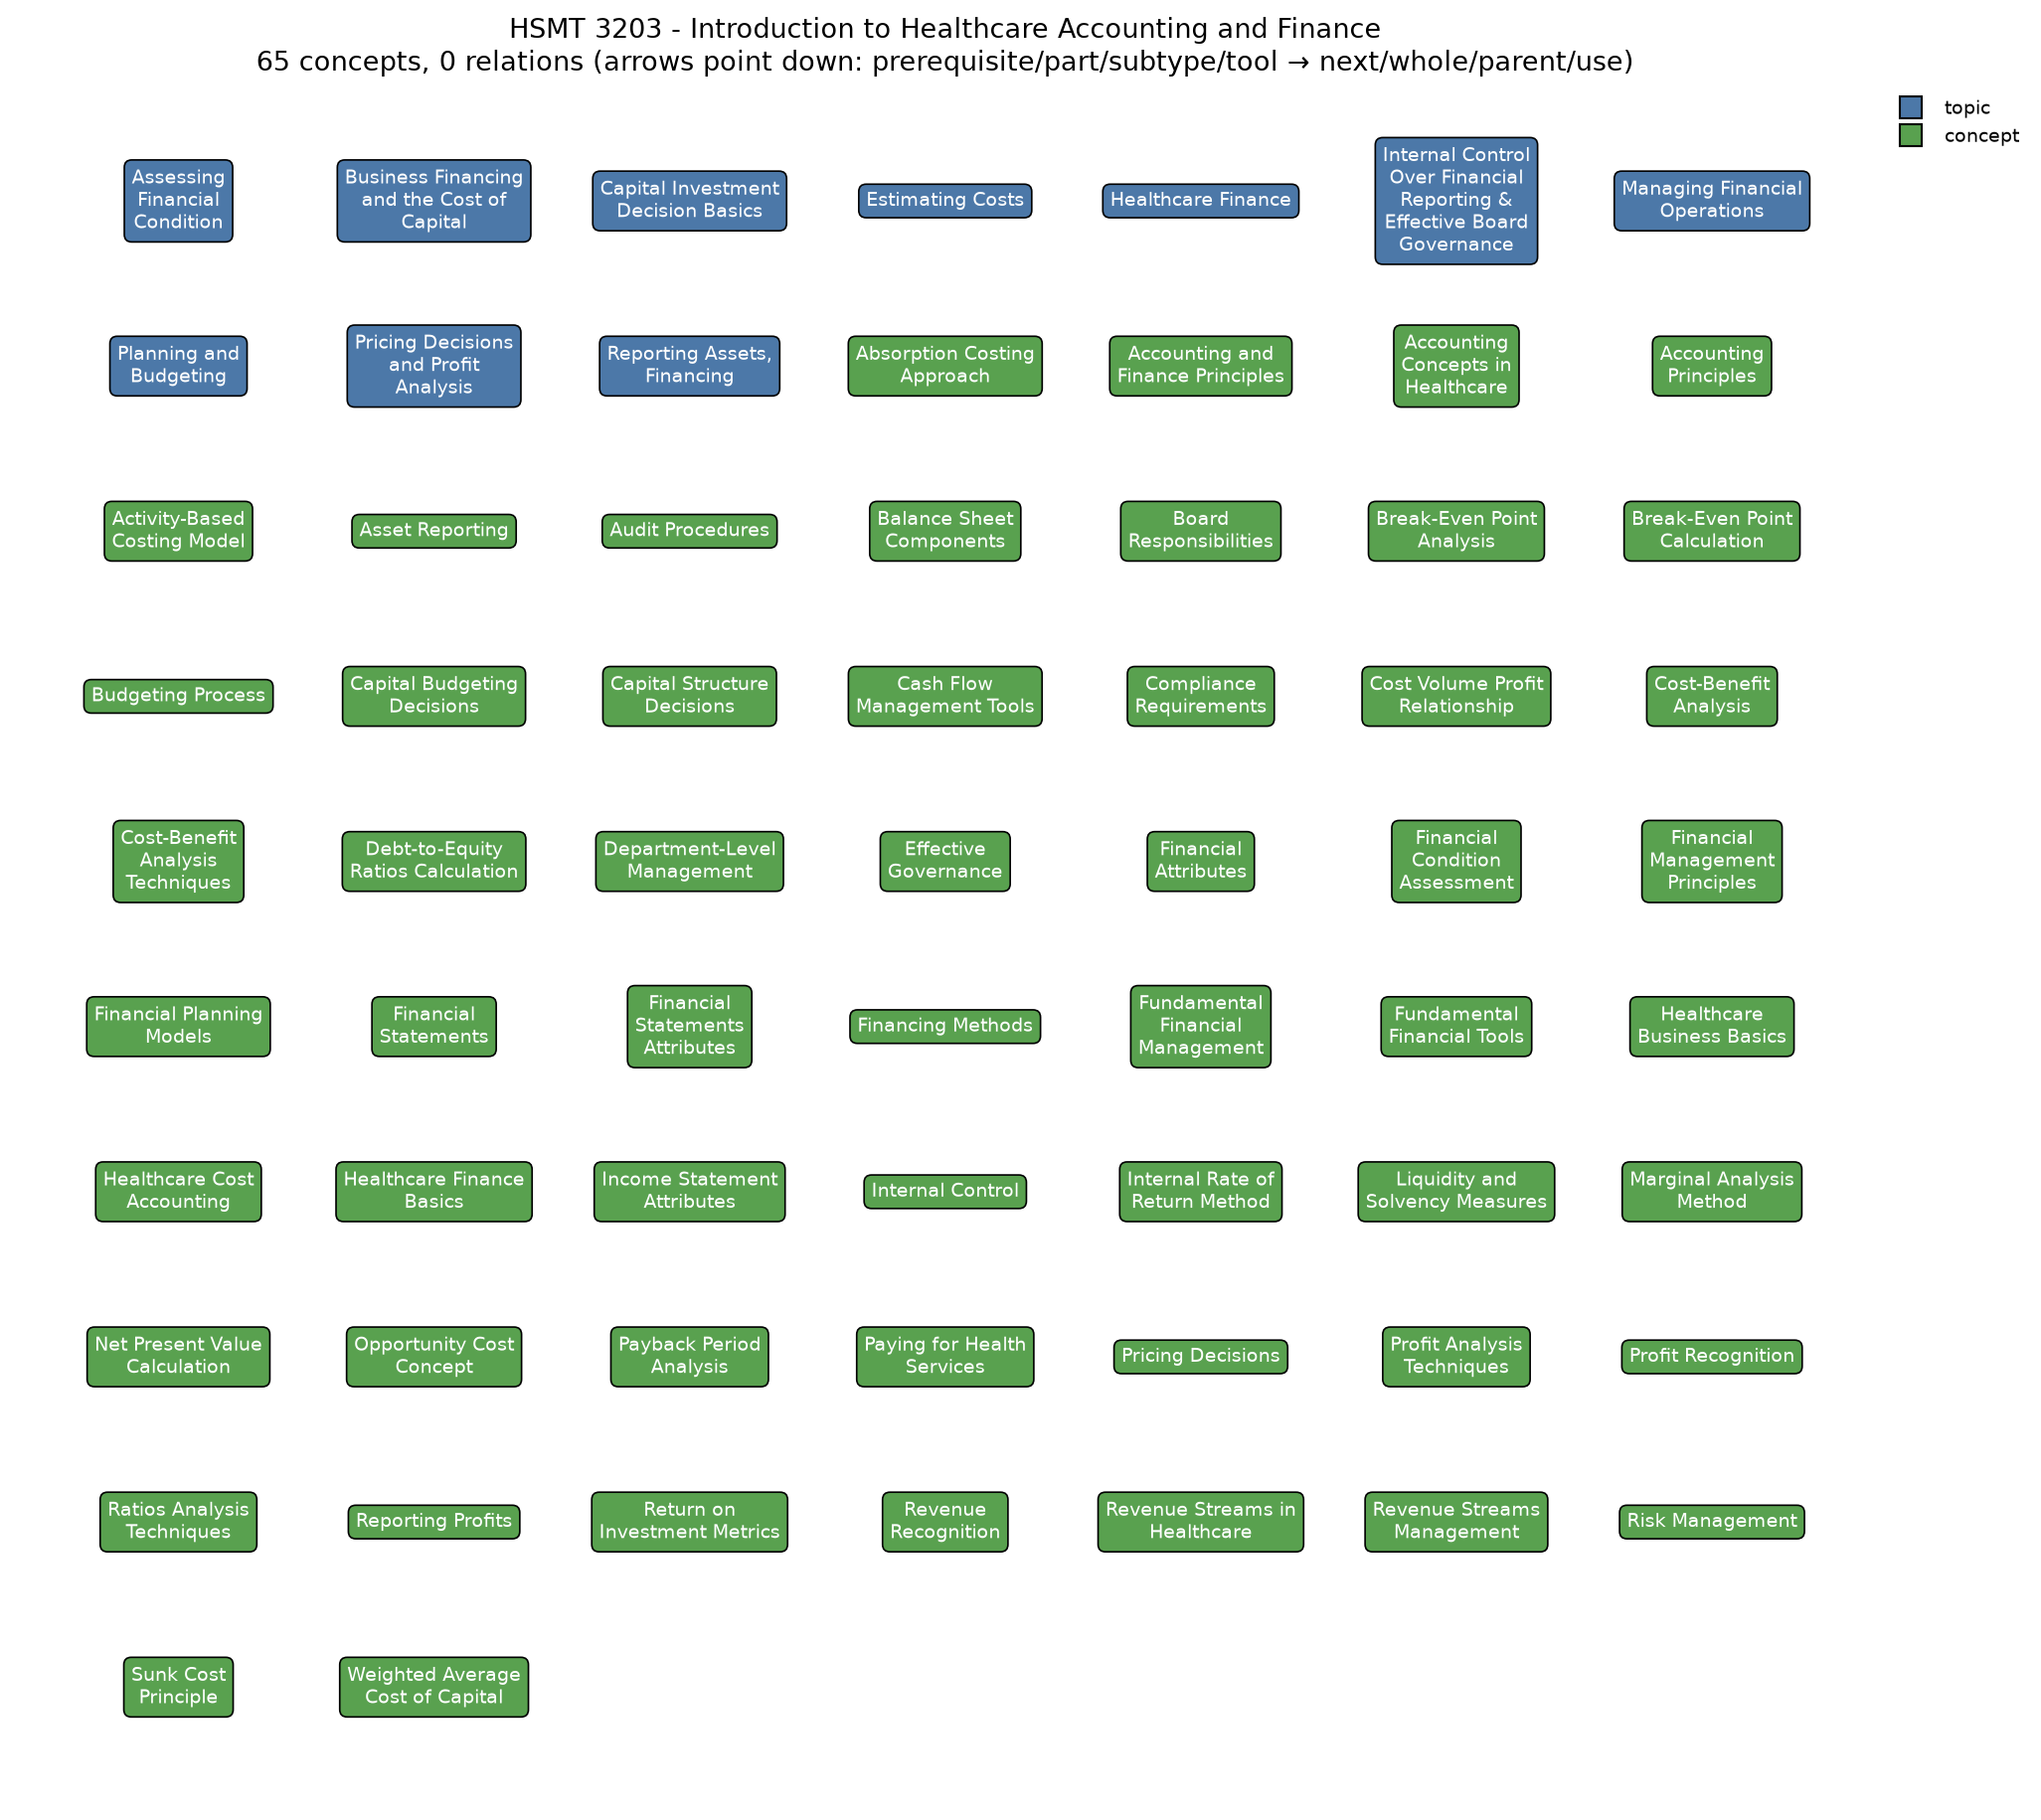 HSMT 3203 - Introduction to Healthcare Accounting and Finance
65 concepts, 0 relations (arrows point down: prerequisite/part/subtype/tool → next/whole/parent/use)
topic
concept
Assessing
Financial
Condition
Business Financing
and the Cost of
Capital
Capital Investment
Decision Basics
Estimating Costs
Healthcare Finance
Internal Control
Over Financial
Reporting &
Effective Board
Governance
Managing Financial
Operations
Planning and
Budgeting
Pricing Decisions
and Profit
Analysis
Reporting Assets,
Financing
Absorption Costing
Approach
Accounting and
Finance Principles
Accounting
Concepts in
Healthcare
Accounting
Principles
Activity-Based
Costing Model
Asset Reporting
Audit Procedures
Balance Sheet
Components
Board
Responsibilities
Break-Even Point
Analysis
Break-Even Point
Calculation
Budgeting Process
Capital Budgeting
Decisions
Capital Structure
Decisions
Cash Flow
Management Tools
Compliance
Requirements
Cost Volume Profit
Relationship
Cost-Benefit
Analysis
Cost-Benefit
Analysis
Techniques
Debt-to-Equity
Ratios Calculation
Department-Level
Management
Effective
Governance
Financial
Attributes
Financial
Condition
Assessment
Financial
Management
Principles
Financial Planning
Models
Financial
Statements
Financial
Statements
Attributes
Financing Methods
Fundamental
Financial
Management
Fundamental
Financial Tools
Healthcare
Business Basics
Healthcare Cost
Accounting
Healthcare Finance
Basics
Income Statement
Attributes
Internal Control
Internal Rate of
Return Method
Liquidity and
Solvency Measures
Marginal Analysis
Method
Net Present Value
Calculation
Opportunity Cost
Concept
Payback Period
Analysis
Paying for Health
Services
Pricing Decisions
Profit Analysis
Techniques
Profit Recognition
Ratios Analysis
Techniques
Reporting Profits
Return on
Investment Metrics
Revenue
Recognition
Revenue Streams in
Healthcare
Revenue Streams
Management
Risk Management
Sunk Cost
Principle
Weighted Average
Cost of Capital